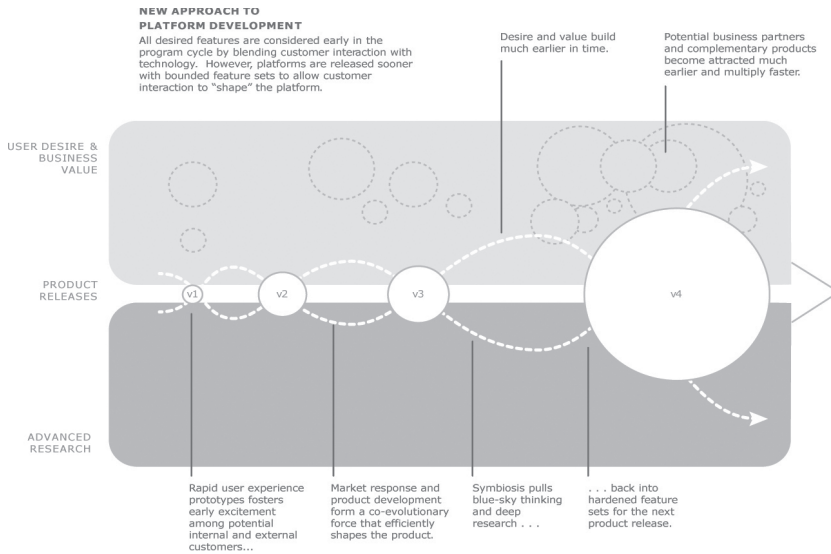 NEW APPROACH TO
PLATFORM DEVELOPMENT
All desired features are considered early in the
program cycle by blending customer interaction with
technology. However, platforms are released sooner
with bounded feature sets to allow customer
interaction to “shape” the platform.
Desire and value build
much earlier in time.
Potential business partners
and complementary products
become attracted much
earlier and multiply faster.
USER DESIRE &
BUSINESS
VALUE
PRODUCT
RELEASES
v1
v2
v3
v4
ADVANCED
RESEARCH
Rapid user experience
prototypes fosters
early excitement
among potential
internal and external
customers...
Market response and
product development
form a co-evolutionary
force that efficiently
shapes the product.
Symbiosis pulls
blue-sky thinking
and deep
research . . .
. . . back into
hardened feature
sets for the next
product release.